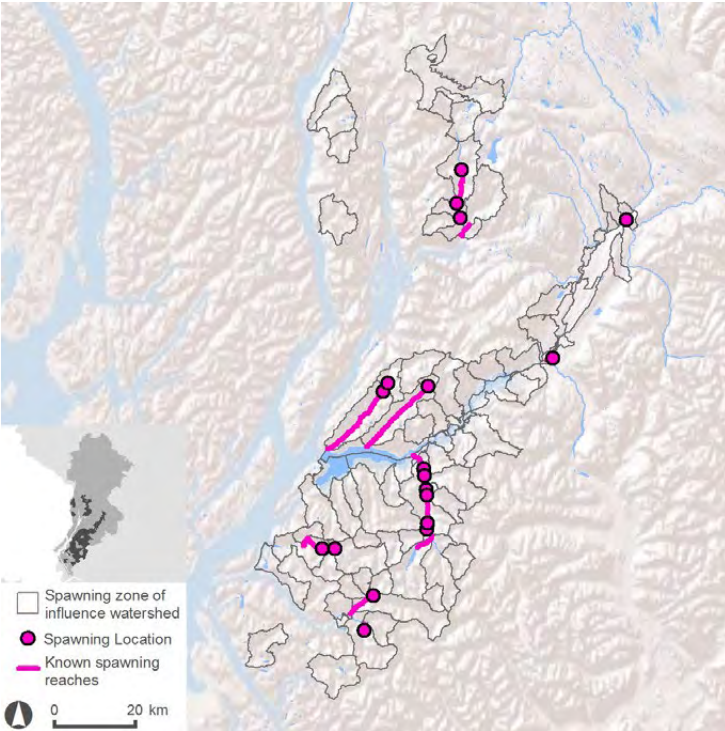 Spawning zone of
influence watershed
Spawning Location
Known spawning
reaches
0 20 km